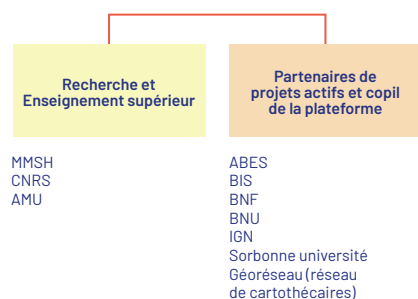 Recherche et
Enseignement supérieur
MMSH
CNRS
AMU
Partenaires de
projets actifs et copil
de la plateforme
ABES
BIS
BNF
BNU
IGN
Sorbonne université
Géoréseau (réseau
de cartothécaires)